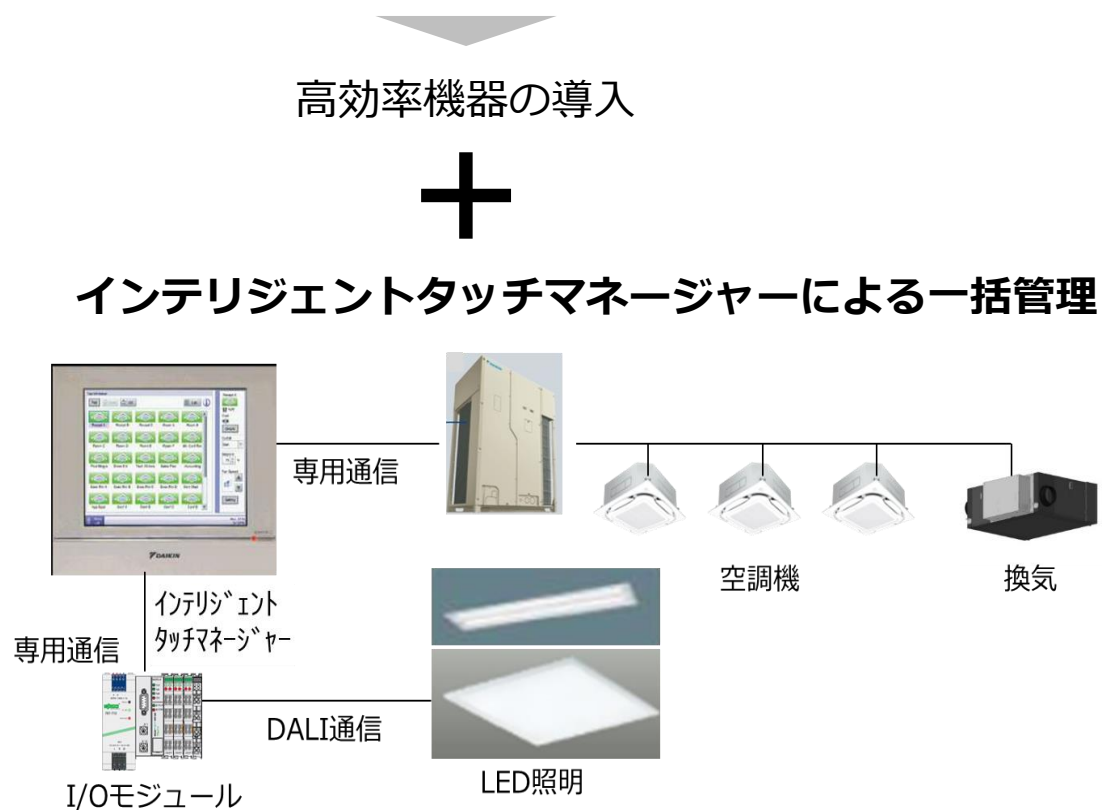 高効率機器の導入
+
インテリジェントタッチマネージャーによる一括管理
専用通信
DAIKIN
空調機
換気
ｲﾝﾃﾘｼﾞｪﾝﾄ
ﾀｯﾁﾏﾈｰｼﾞｬｰ
専用通信
DALI通信
I/Oモジュール
LED照明